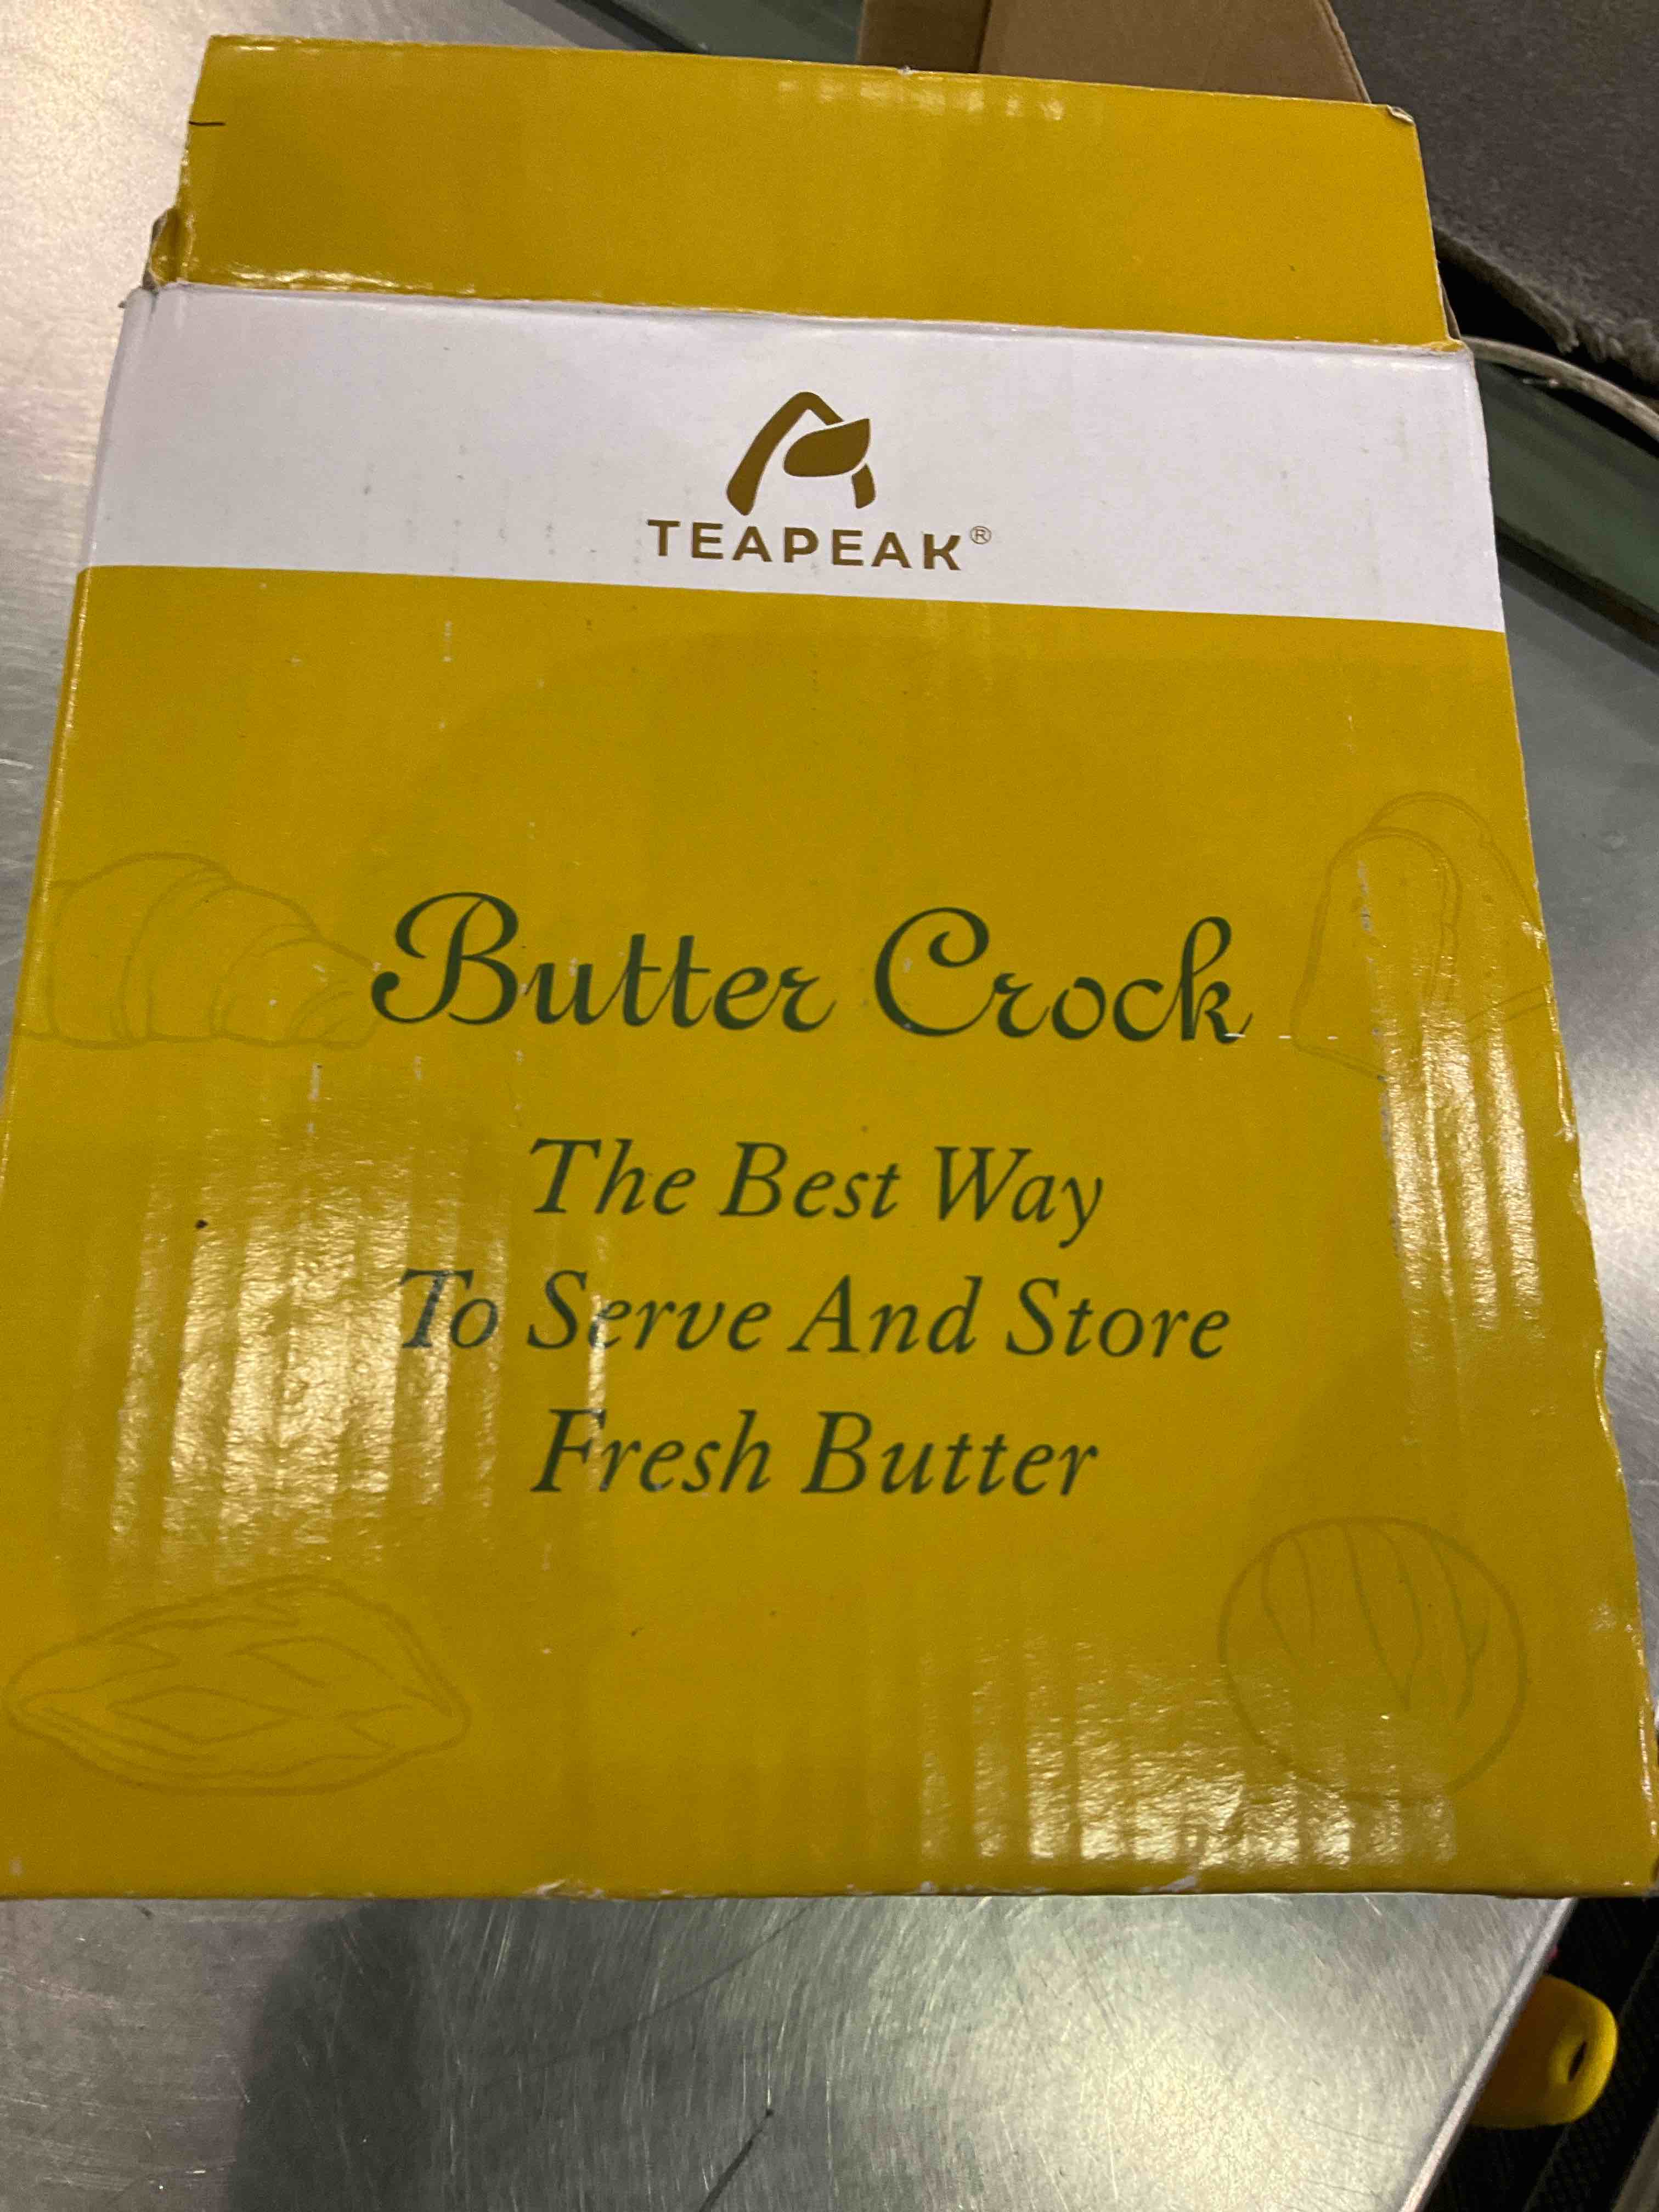 TEAPEAK®
Butter Crock
The Best Way
To Serve And Store
Fresh Butter